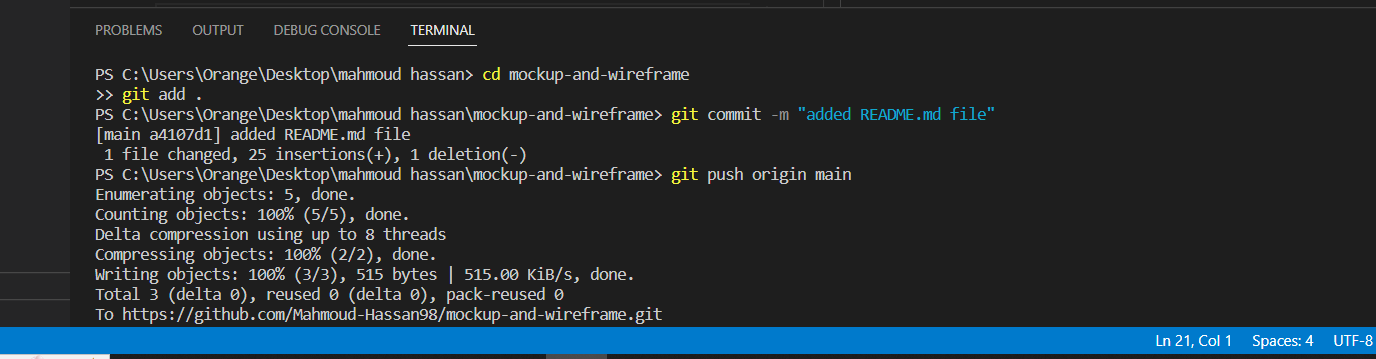 PROBLEMS OUTPUT DEBUG CONSOLE TERMINAL
PS C:\Users\Orange\Desktop\mahmoud hassan> cd mockup-and-wireframe
>> git add .
PS C:\Users\Orange\Desktop\mahmoud hassan\mockup-and-wireframe> git commit -m "added README.md file"
[main a4107d1] added README.md file
 1 file changed, 25 insertions(+), 1 deletion(-)
PS C:\Users\Orange\Desktop\mahmoud hassan\mockup-and-wireframe> git push origin main
Enumerating objects: 5, done.
Counting objects: 100% (5/5), done.
Delta compression using up to 8 threads
Compressing objects: 100% (2/2), done.
Writing objects: 100% (3/3), 515 bytes | 515.00 KiB/s, done.
Total 3 (delta 0), reused 0 (delta 0), pack-reused 0
To https://github.com/Mahmoud-Hassan98/mockup-and-wireframe.git
Ln 21, Col 1 Spaces: 4 UTF-8